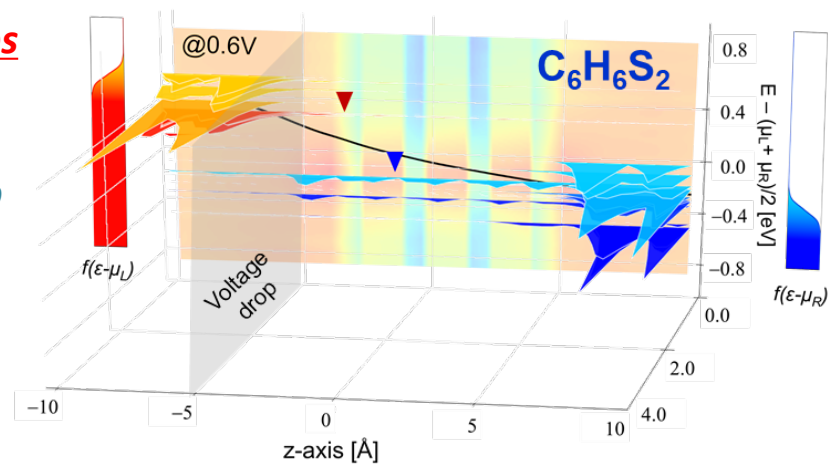 ns
@0.6V
C₆H₆S₂
0.8
0.4
0.0
−0.4
−0.8
E − (μL+ μR)/2 [eV]
f(ε-μL)
f(ε-μR)
Voltage
drop
0.0
2.0
4.0
−10
−5
0
5
10
z-axis [Å]